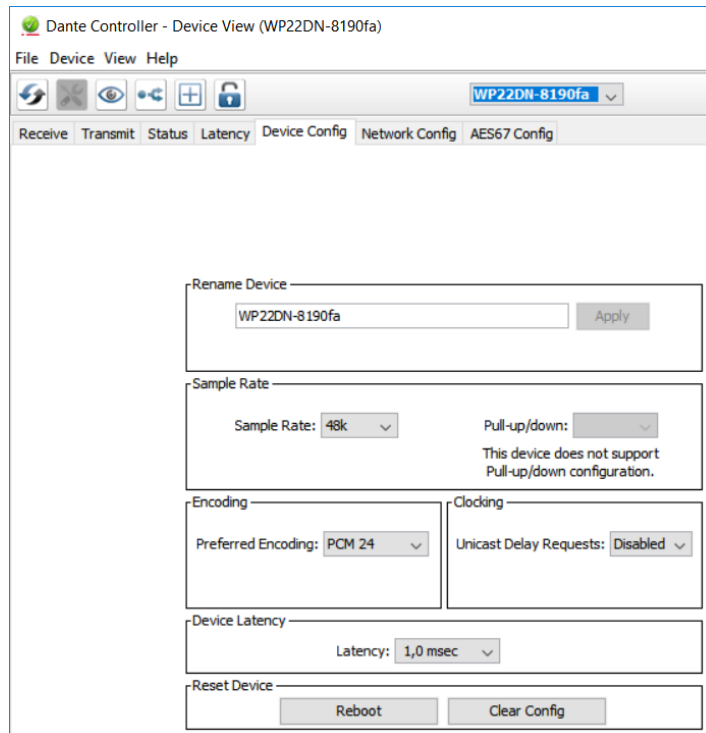 Dante Controller - Device View (WP22DN-8190fa)
File Device View Help
WP22DN-8190fa
Receive Transmit Status Latency Device Config Network Config AES67 Config
Rename Device
WP22DN-8190fa Apply
Sample Rate
Sample Rate: 48k Pull-up/down:
This device does not support
Pull-up/down configuration.
Encoding Clocking
Preferred Encoding: PCM 24 Unicast Delay Requests: Disabled
Device Latency
Latency: 1,0 msec
Reset Device
Reboot Clear Config